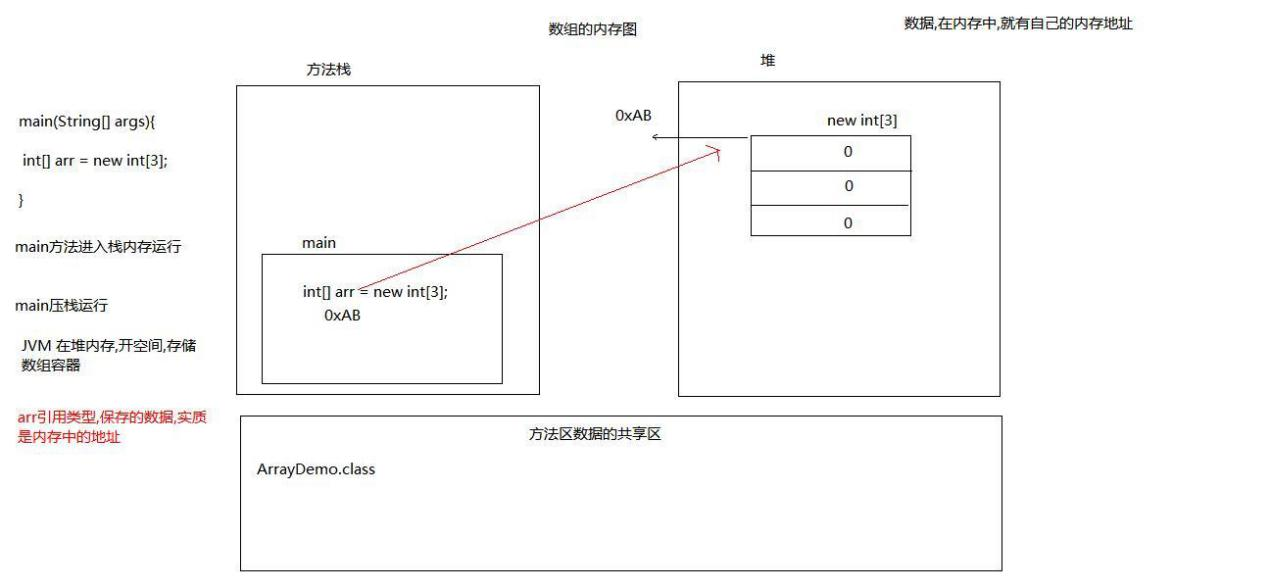 数组的内存图
数据,在内存中,就有自己的内存地址
方法栈
堆
main(String[] args){
int[] arr = new int[3];
}
main方法进入栈内存运行
main压栈运行
JVM 在堆内存,开空间,存储
数组容器
arr引用类型,保存的数据,实质
是内存中的地址
main
int[] arr = new int[3];
0xAB
0xAB
new int[3]
0
0
0
方法区数据的共享区
ArrayDemo.class